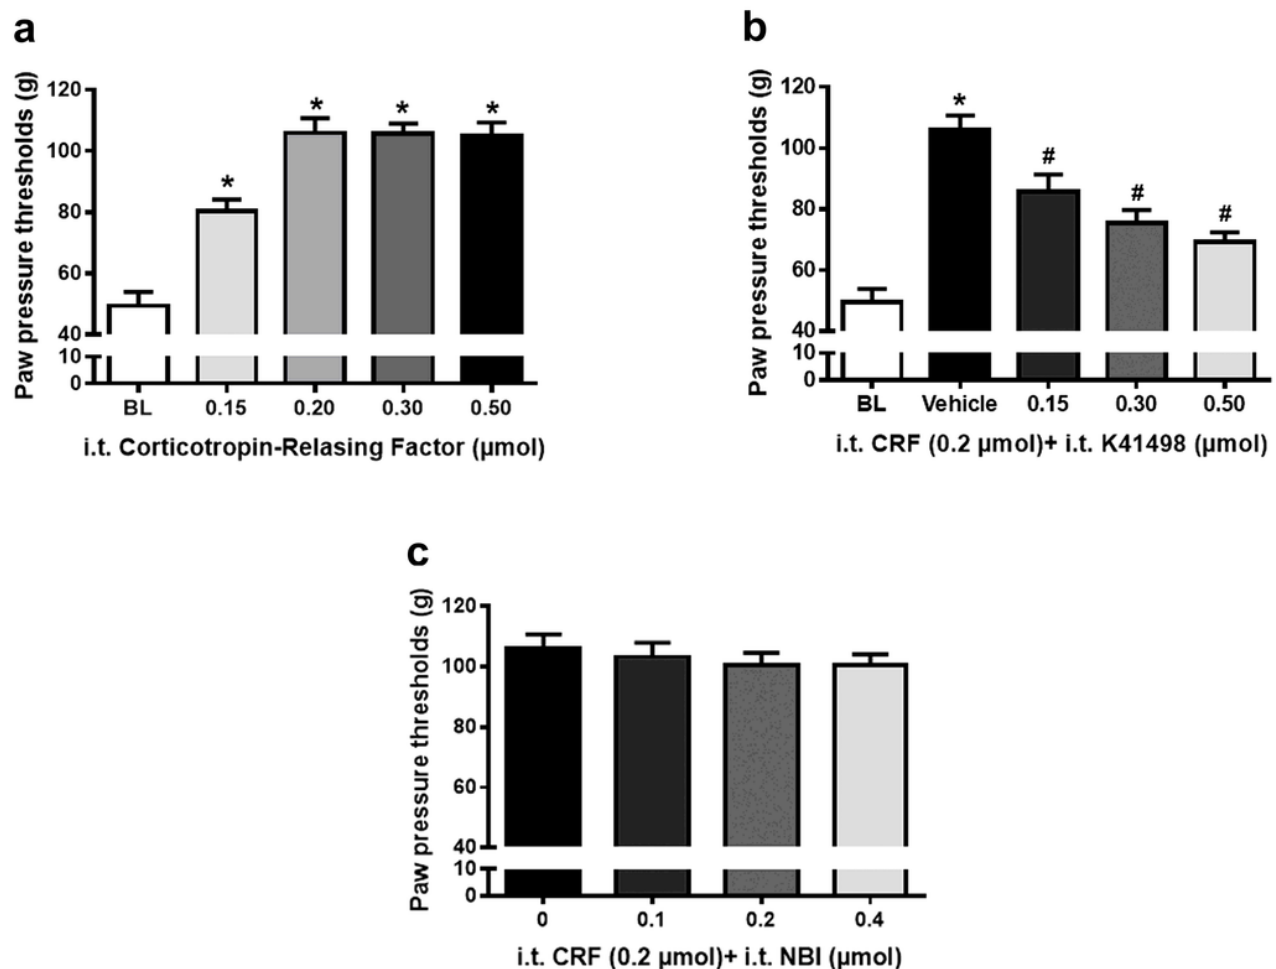 a
Paw pressure thresholds (g)
120
100
80
60
40
10
0
*
*
*
*
BL 0.15 0.20 0.30 0.50
i.t. Corticotropin-Relasing Factor (µmol)
b
Paw pressure thresholds (g)
120
100
80
60
40
10
0
*
#
#
#
BL Vehicle 0.15 0.30 0.50
i.t. CRF (0.2 µmol)+ i.t. K41498 (µmol)
c
Paw pressure thresholds (g)
120
100
80
60
40
10
0
0 0.1 0.2 0.4
i.t. CRF (0.2 µmol)+ i.t. NBI (µmol)